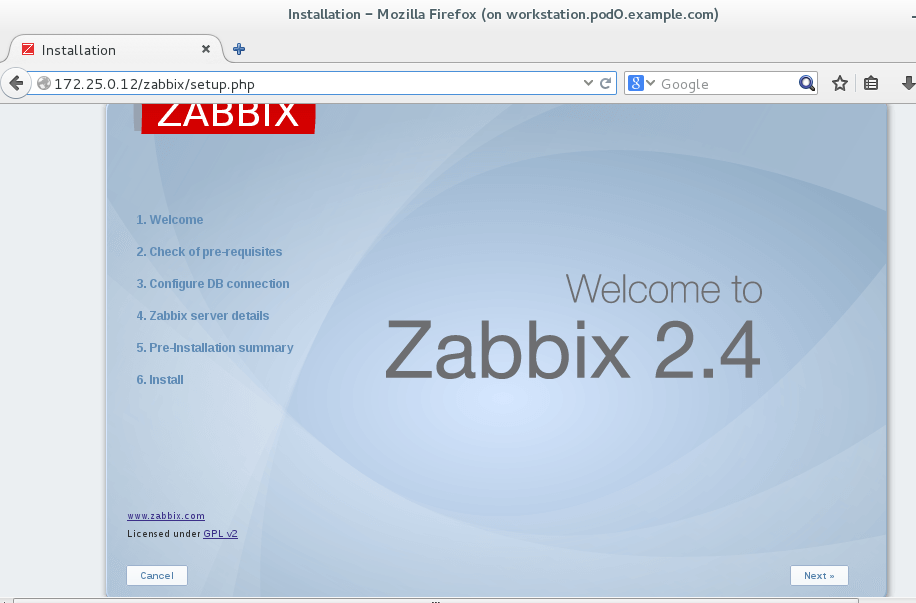 Installation – Mozilla Firefox (on workstation.pod0.example.com)
Installation
172.25.0.12/zabbix/setup.php
Google
ZABBIX
1. Welcome
2. Check of pre-requisites
3. Configure DB connection
4. Zabbix server details
5. Pre-Installation summary
6. Install
Welcome to
Zabbix 2.4
www.zabbix.com
Licensed under GPL v2
Cancel
Next »